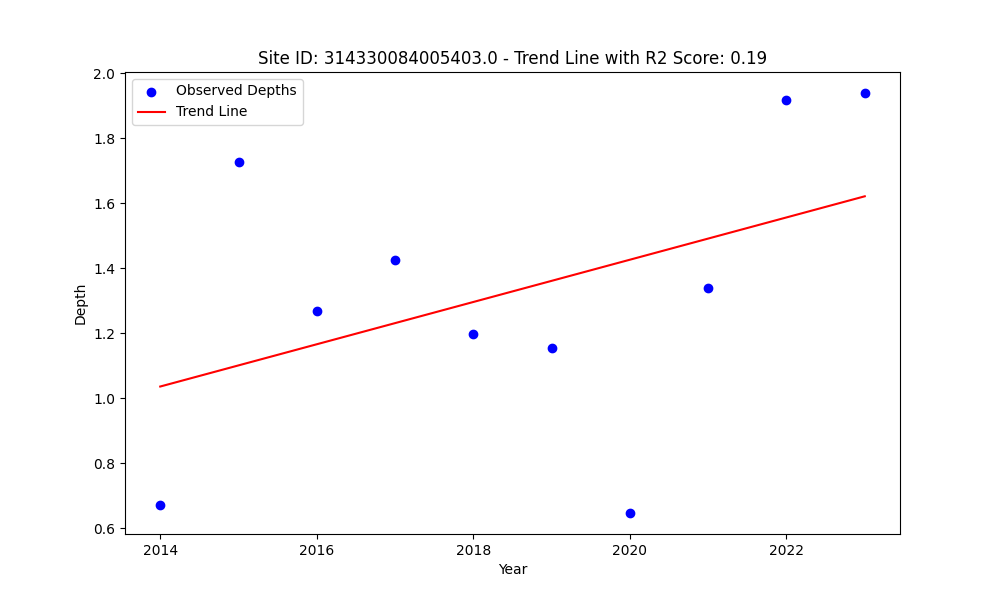 Site ID: 314330084005403.0 - Trend Line with R2 Score: 0.19
Observed Depths
Trend Line
2.0
1.8
1.6
1.4
1.2
1.0
0.8
0.6
Depth
2014
2016
2018
2020
2022
Year